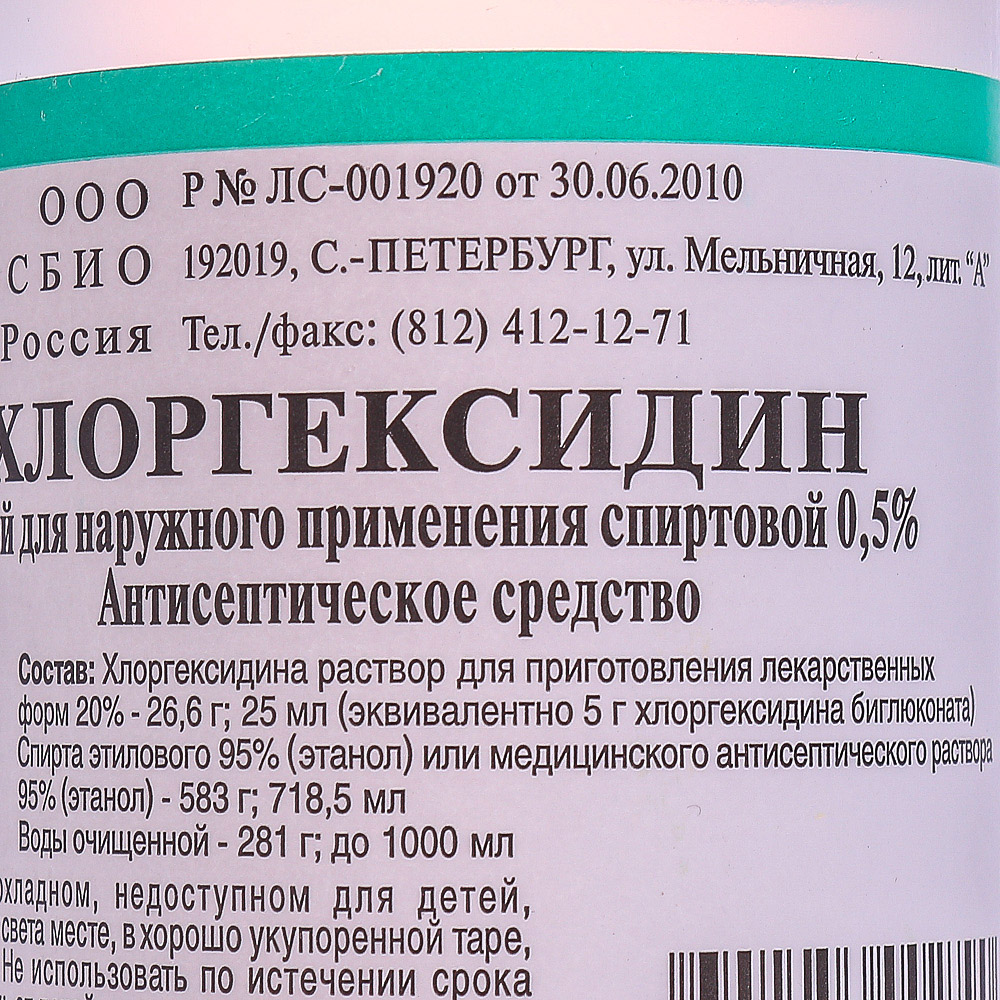 ООО Р № ЛС-001920 от 30.06.2010
СБИО 192019, С.-ПЕТЕРБУРГ, ул. Мельничная, 12, лит. “А”
Россия Тел./факс: (812) 412-12-71
ХЛОРГЕКСИДИН
й для наружного применения спиртовой 0,5%
Антисептическое средство
Состав: Хлоргексидина раствор для приготовления лекарственных
форм 20% - 26,6 г; 25 мл (эквивалентно 5 г хлоргексидина биглюконата)
Спирта этилового 95% (этанол) или медицинского антисептического раствора
95% (этанол) - 583 г; 718,5 мл
Воды очищенной - 281 г; до 1000 мл
охладном, недоступном для детей,
света месте, в хорошо укупоренной таре,
Не использовать по истечении срока